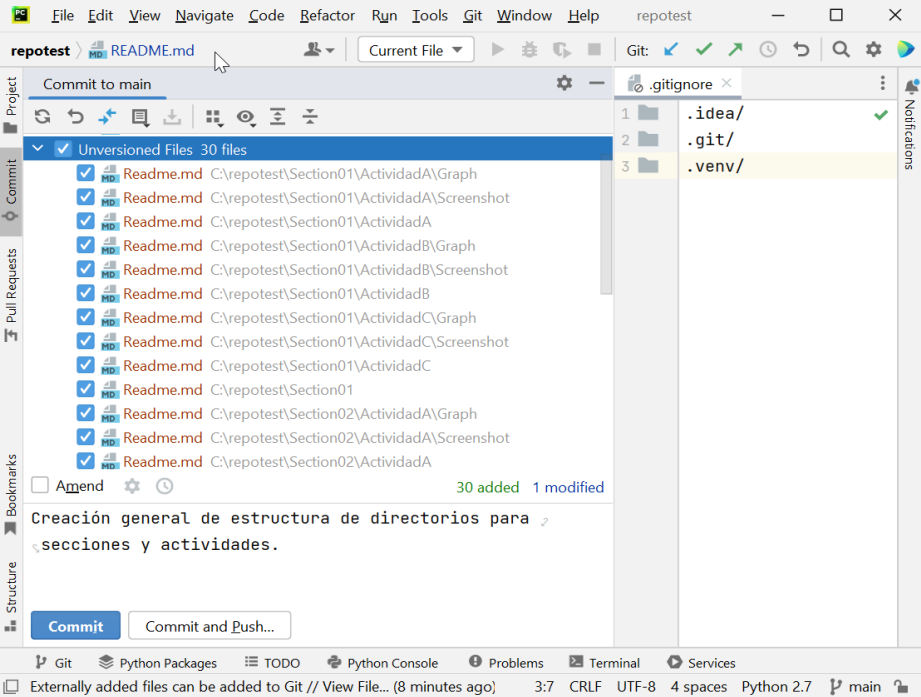 PC File Edit View Navigate Code Refactor Run Tools Git Window Help repotest
repotest README.md Current File Git:
Commit to main
.gitignore
Project
Commit
Pull Requests
Bookmarks
Structure
Notifications
Unversioned Files 30 files
Readme.md C:\repotest\Section01\ActividadA\Graph
Readme.md C:\repotest\Section01\ActividadA\Screenshot
Readme.md C:\repotest\Section01\ActividadA
Readme.md C:\repotest\Section01\ActividadB\Graph
Readme.md C:\repotest\Section01\ActividadB\Screenshot
Readme.md C:\repotest\Section01\ActividadB
Readme.md C:\repotest\Section01\ActividadC\Graph
Readme.md C:\repotest\Section01\ActividadC\Screenshot
Readme.md C:\repotest\Section01\ActividadC
Readme.md C:\repotest\Section01
Readme.md C:\repotest\Section02\ActividadA\Graph
Readme.md C:\repotest\Section02\ActividadA\Screenshot
Readme.md C:\repotest\Section02\ActividadA
Amend 30 added 1 modified
Creación general de estructura de directorios para
secciones y actividades.
Commit Commit and Push...
1 .idea/
2 .git/
3 .venv/
Git Python Packages TODO Python Console Problems Terminal Services
Externally added files can be added to Git // View File... (8 minutes ago) 3:7 CRLF UTF-8 4 spaces Python 2.7 main